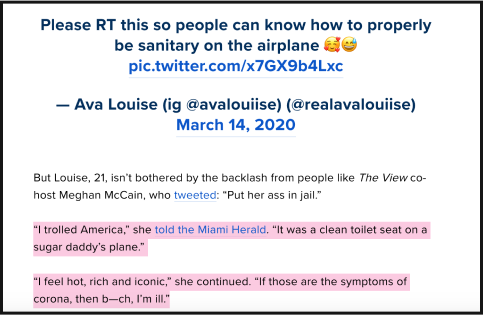 Please RT this so people can know how to properly
be sanitary on the airplane 🥰😅
pic.twitter.com/x7GX9b4Lxc
— Ava Louise (ig @avalouiise) (@realavalouiise)
March 14, 2020
But Louise, 21, isn’t bothered by the backlash from people like The View co-
host Meghan McCain, who tweeted: “Put her ass in jail.”
“I trolled America,” she told the Miami Herald. “It was a clean toilet seat on a
sugar daddy’s plane.”
“I feel hot, rich and iconic,” she continued. “If those are the symptoms of
corona, then b—ch, I’m ill.”